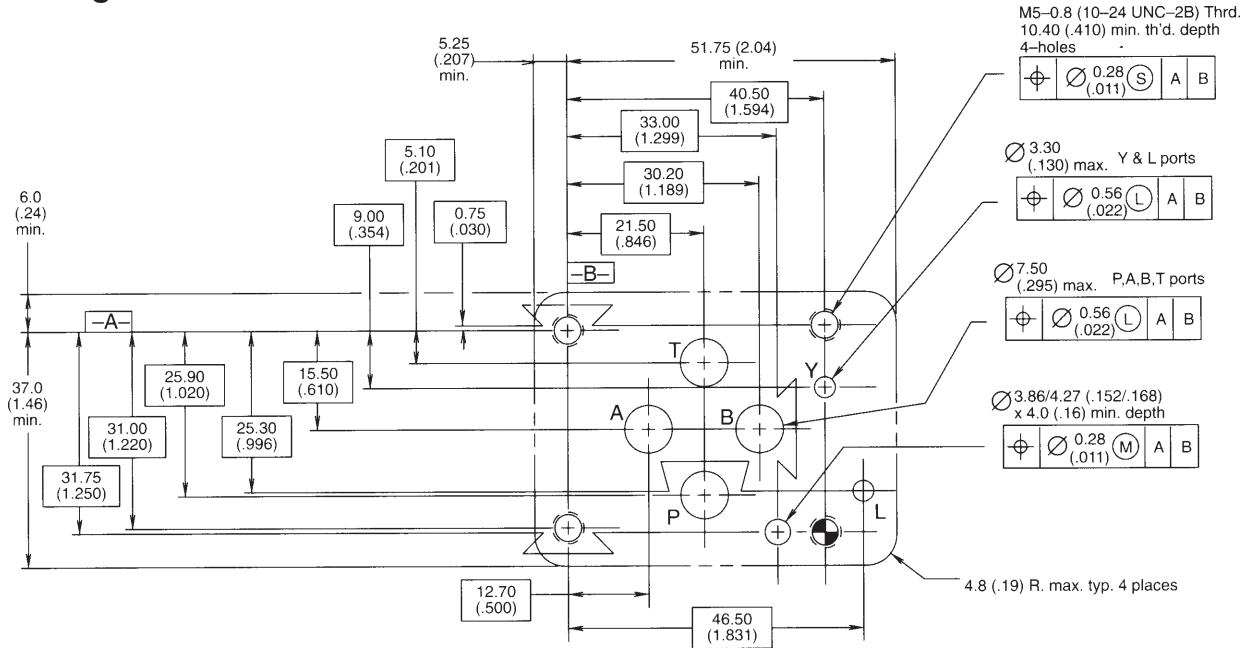 M5–0.8 (10–24 UNC–2B) Thrd.
10.40 (.410) min. th'd. depth
4–holes
⌖ ∅ 0.28 Ⓢ A B
(.011)
5.25
(.207)
min.
51.75 (2.04)
min.
40.50
(1.594)
33.00
(1.299)
30.20
(1.189)
21.50
(.846)
5.10
(.201)
9.00
(.354)
0.75
(.030)
6.0
(.24)
min.
∅ 3.30
(.130) max. Y & L ports
⌖ ∅ 0.56 Ⓛ A B
(.022)
–B–
–A–
∅ 7.50
(.295) max. P,A,B,T ports
⌖ ∅ 0.56 Ⓛ A B
(.022)
T
Y
A
B
P
L
37.0
(1.46)
min.
15.50
(.610)
25.90
(1.020)
25.30
(.996)
31.00
(1.220)
31.75
(1.250)
∅ 3.86/4.27 (.152/.168)
x 4.0 (.16) min. depth
⌖ ∅ 0.28 Ⓜ A B
(.011)
4.8 (.19) R. max. typ. 4 places
12.70
(.500)
46.50
(1.831)